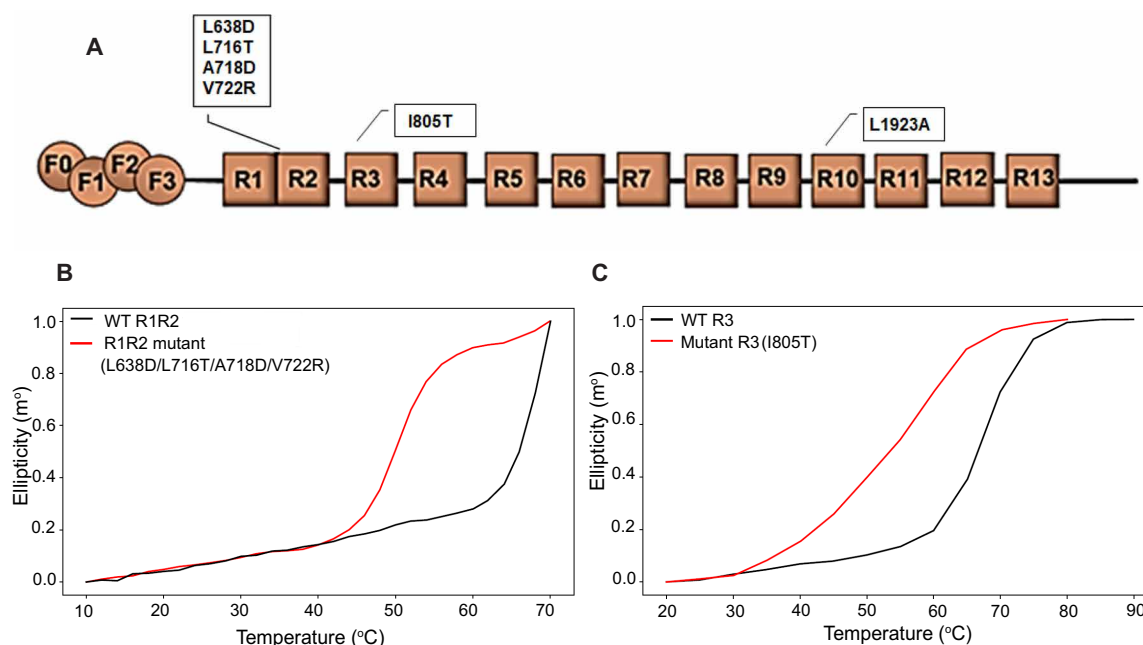 A
L638D
L716T
A718D
V722R
I805T
L1923A
F0
F1
F2
F3
R1
R2
R3
R4
R5
R6
R7
R8
R9
R10
R11
R12
R13
B
WT R1R2
R1R2 mutant
(L638D/L716T/A718D/V722R)
Ellipticity (mº)
1.0
0.8
0.6
0.4
0.2
0.0
10
20
30
40
50
60
70
Temperature (ºC)
C
WT R3
Mutant R3(I805T)
Ellipticity (mº)
1.0
0.8
0.6
0.4
0.2
0.0
20
30
40
50
60
70
80
90
Temperature (ºC)